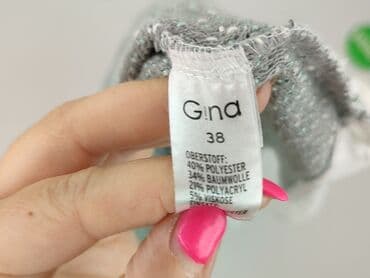 Gina
38
OBERSTOFF:
40% POLYESTER
34% BAUMWOLLE
21% POLYACRYL
5% VISKOSE